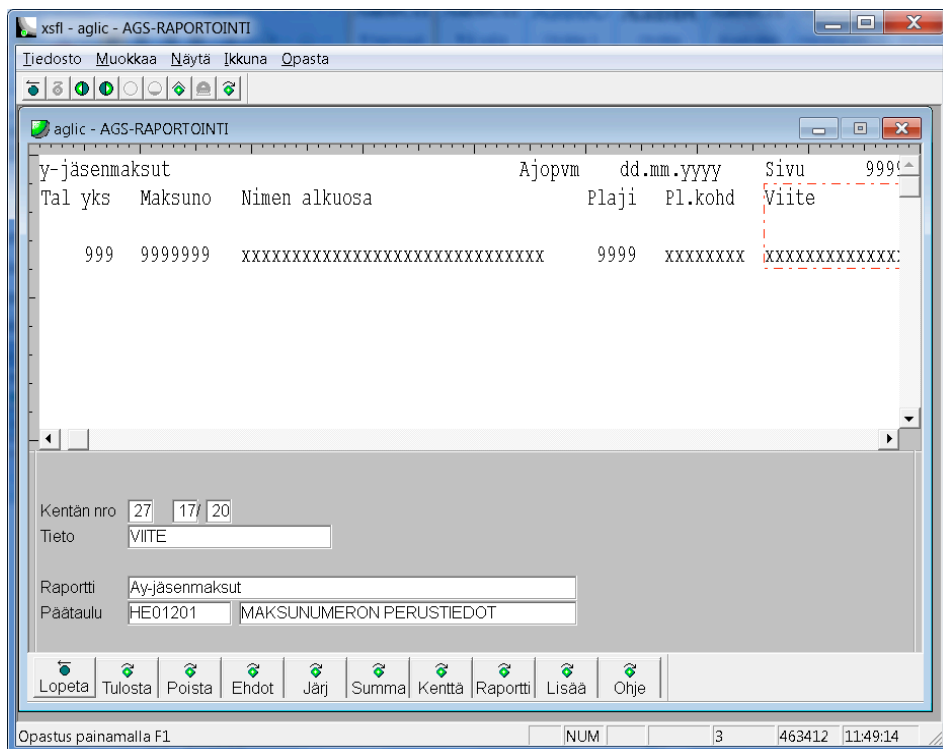 xsfl - aglic - AGS-RAPORTOINTI
Tiedosto Muokkaa Näytä Ikkuna Opasta
aglic - AGS-RAPORTOINTI
y-jäsenmaksut Ajopvm dd.mm.yyyy Sivu 9999
Tal yks Maksuno Nimen alkuosa Plaji Pl.kohd Viite
999 9999999 xxxxxxxxxxxxxxxxxxxxxxxxxxxxxx 9999 xxxxxxxx xxxxxxxxxxxxx
Kentän nro 27 17/ 20
Tieto VIITE
Raportti Ay-jäsenmaksut
Päätaulu HE01201 MAKSUNUMERON PERUSTIEDOT
Lopeta Tulosta Poista Ehdot Järj Summa Kenttä Raportti Lisää Ohje
Opastus painamalla F1 NUM 3 463412 11:49:14